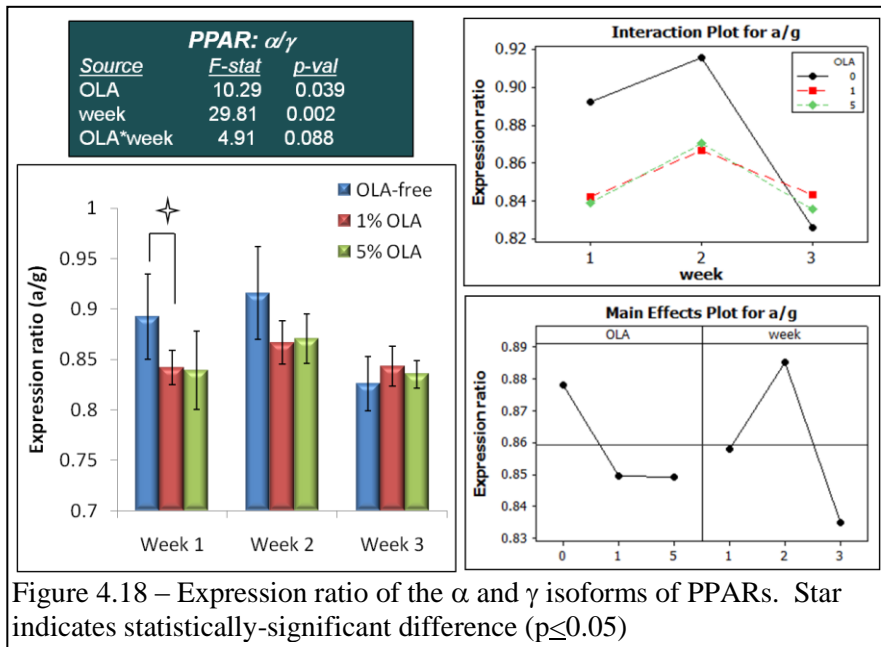 PPAR: α/γ
Source F-stat p-val
OLA 10.29 0.039
week 29.81 0.002
OLA*week 4.91 0.088
1
0.95
0.9
0.85
0.8
0.7
Expression ratio (a/g)
OLA-free
1% OLA
5% OLA
Week 1 Week 2 Week 3
Interaction Plot for a/g
0.92
0.90
0.88
0.86
0.84
0.82
Expression ratio
OLA
0
1
5
1 2 3
week
Main Effects Plot for a/g
OLA week
0.89
0.88
0.87
0.86
0.85
0.84
0.83
Expression ratio
0 1 5 1 2 3
Figure 4.18 – Expression ratio of the α and γ isoforms of PPARs. Star
indicates statistically-significant difference (p≤0.05)